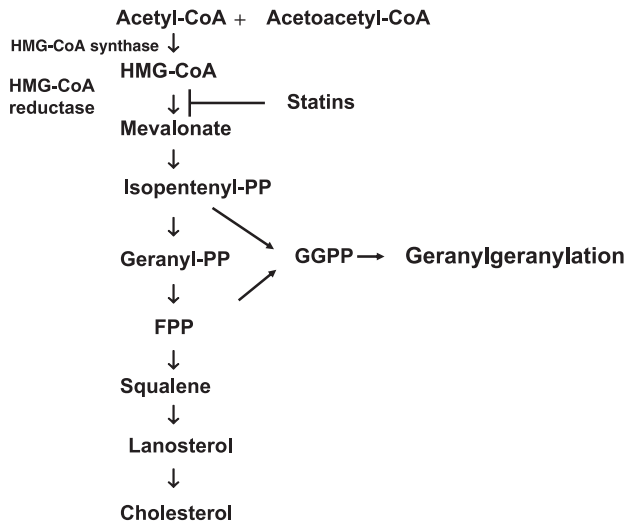 Acetyl-CoA + Acetoacetyl-CoA
HMG-CoA synthase
HMG-CoA
HMG-CoA
reductase
Statins
Mevalonate
Isopentenyl-PP
Geranyl-PP
GGPP
Geranylgeranylation
FPP
Squalene
Lanosterol
Cholesterol